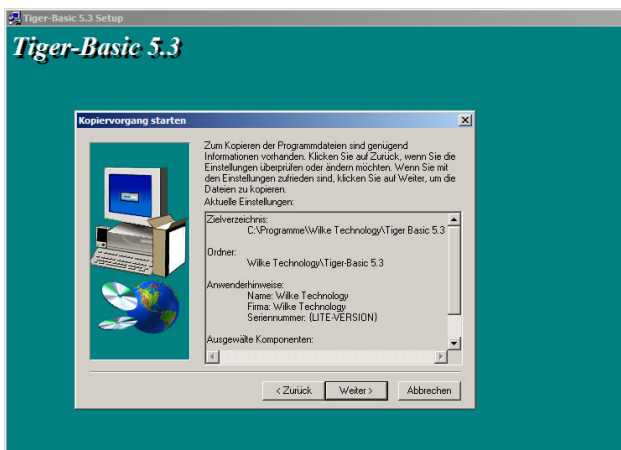 Tiger-Basic 5.3 Setup
Tiger-Basic 5.3
Kopiervorgang starten
Zum Kopieren der Programmdateien sind genügend
Informationen vorhanden. Klicken Sie auf Zurück, wenn Sie die
Einstellungen überprüfen oder ändern möchten. Wenn Sie mit
den Einstellungen zufrieden sind, klicken Sie auf Weiter, um die
Dateien zu kopieren.
Aktuelle Einstellungen:
Zielverzeichnis:
C:\Programme\Wilke Technology\Tiger Basic 5.3
Ordner:
Wilke Technology\Tiger-Basic 5.3
Anwenderhinweise:
Name: Wilke Technology
Firma: Wilke Technology
Seriennummer: (LITE-VERSION)
Ausgewälte Komponenten:
< Zurück
Weiter >
Abbrechen